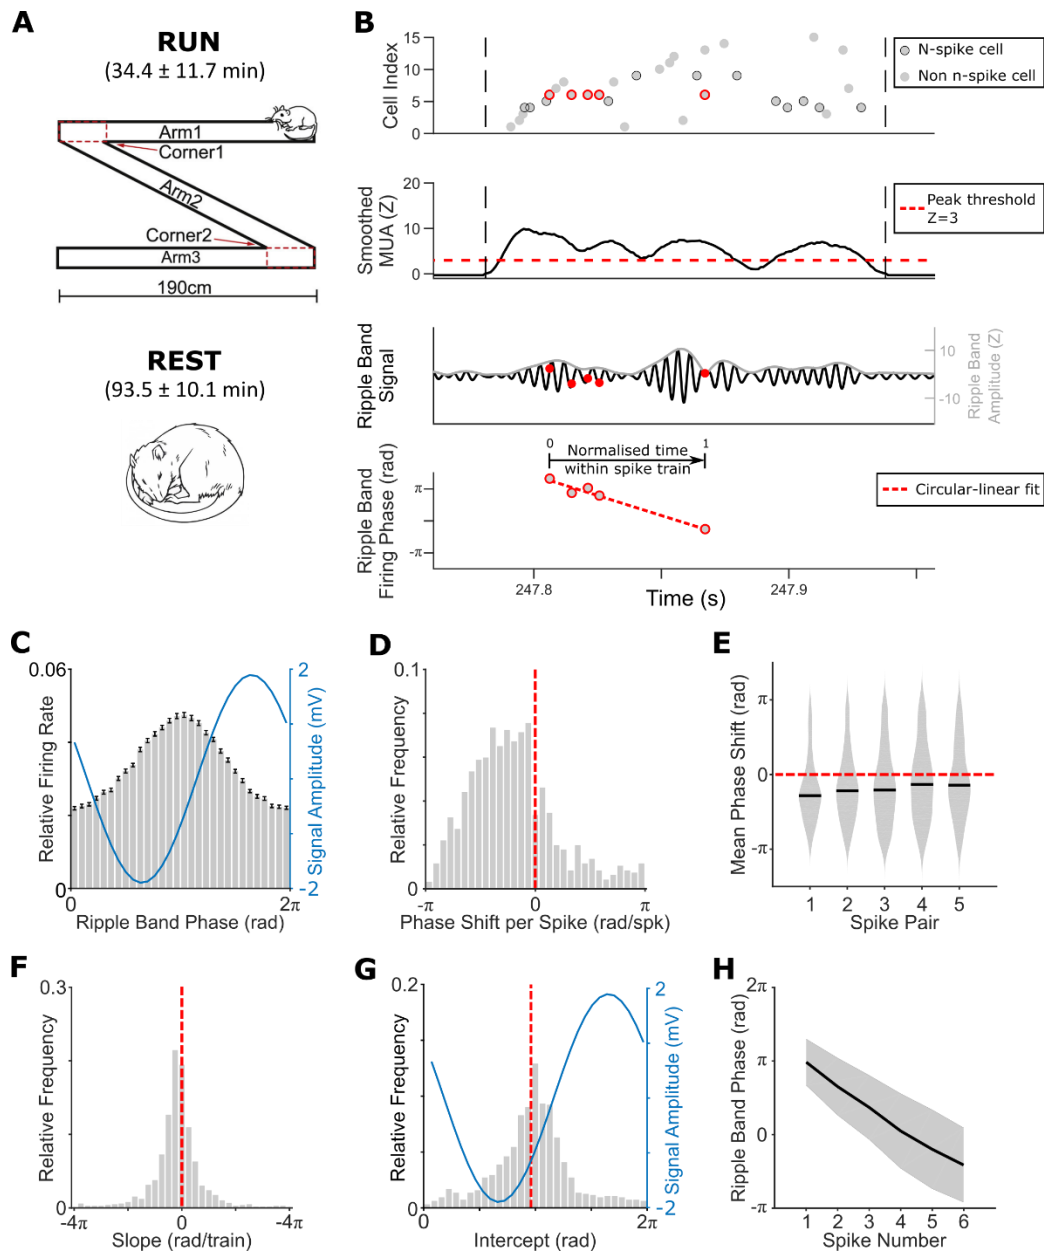 A
RUN
(34.4 ± 11.7 min)
Arm1
Corner1
Arm2
Corner2
Arm3
190cm
REST
(93.5 ± 10.1 min)
B
Cell Index
15
10
5
0
N-spike cell
Non n-spike cell
Smoothed
MUA (Z)
20
10
0
Peak threshold
Z=3
Ripple Band
Signal
10
-10
Ripple Band
Amplitude (Z)
Ripple Band
Firing Phase (rad)
π
-π
0
Normalised time
within spike train
1
Circular-linear fit
247.8
247.9
Time (s)
C
Relative Firing Rate
0.06
0
2
-2
Signal Amplitude (mV)
0
2π
Ripple Band Phase (rad)
D
Relative Frequency
0.1
0
-π
0
π
Phase Shift per Spike (rad/spk)
E
Mean Phase Shift (rad)
π
0
-π
1 2 3 4 5
Spike Pair
F
Relative Frequency
0.3
0
-4π
0
-4π
Slope (rad/train)
G
Relative Frequency
0.2
0
2
-2
Signal Amplitude (mV)
0
2π
Intercept (rad)
H
Ripple Band Phase (rad)
2π
π
0
-π
1 2 3 4 5 6
Spike Number